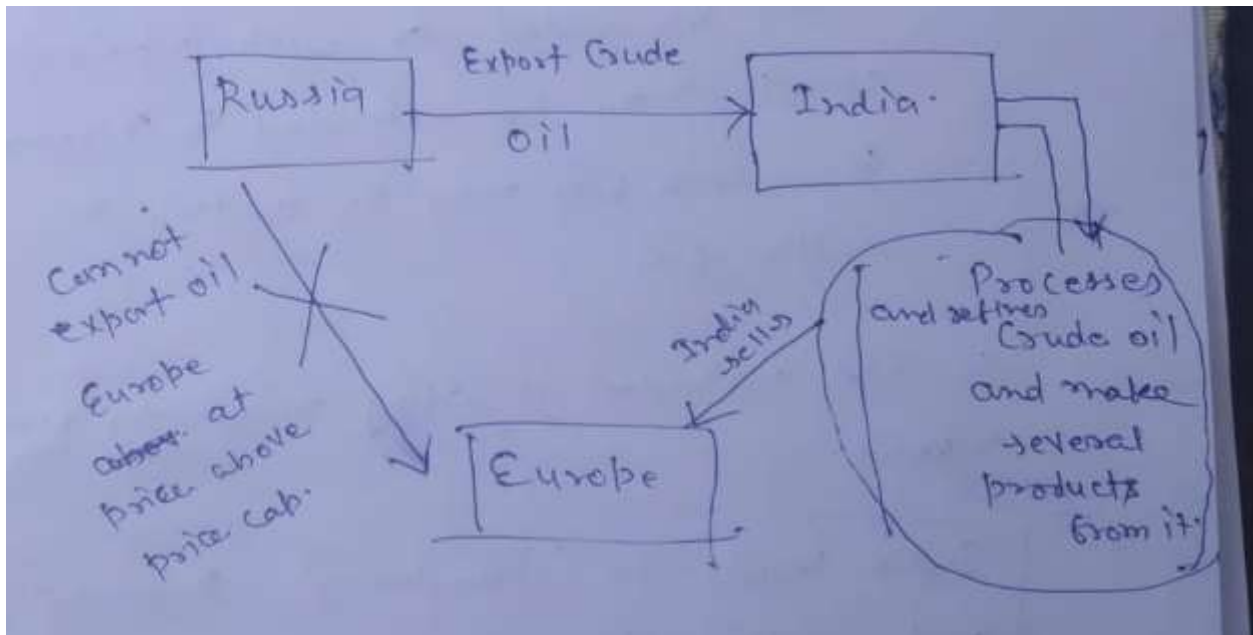 Russia
Export Crude
Oil
India.
Cannot
export oil
Europe
at
price above
price cap.
India
sells
Europe
Processes
and refines
Crude oil
and make
several
products
from it.